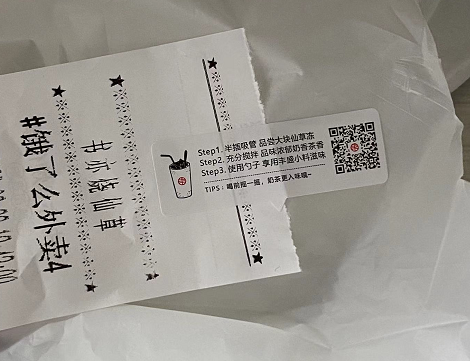 #饿了么外卖4
书亦烧仙草
Step1. 半插吸管 品尝大块仙草冻
Step2. 充分搅拌 品味浓郁奶香茶香
Step3. 使用勺子 享用丰盛小料滋味
TIPS: 喝前摇一摇，奶茶更入味哦~